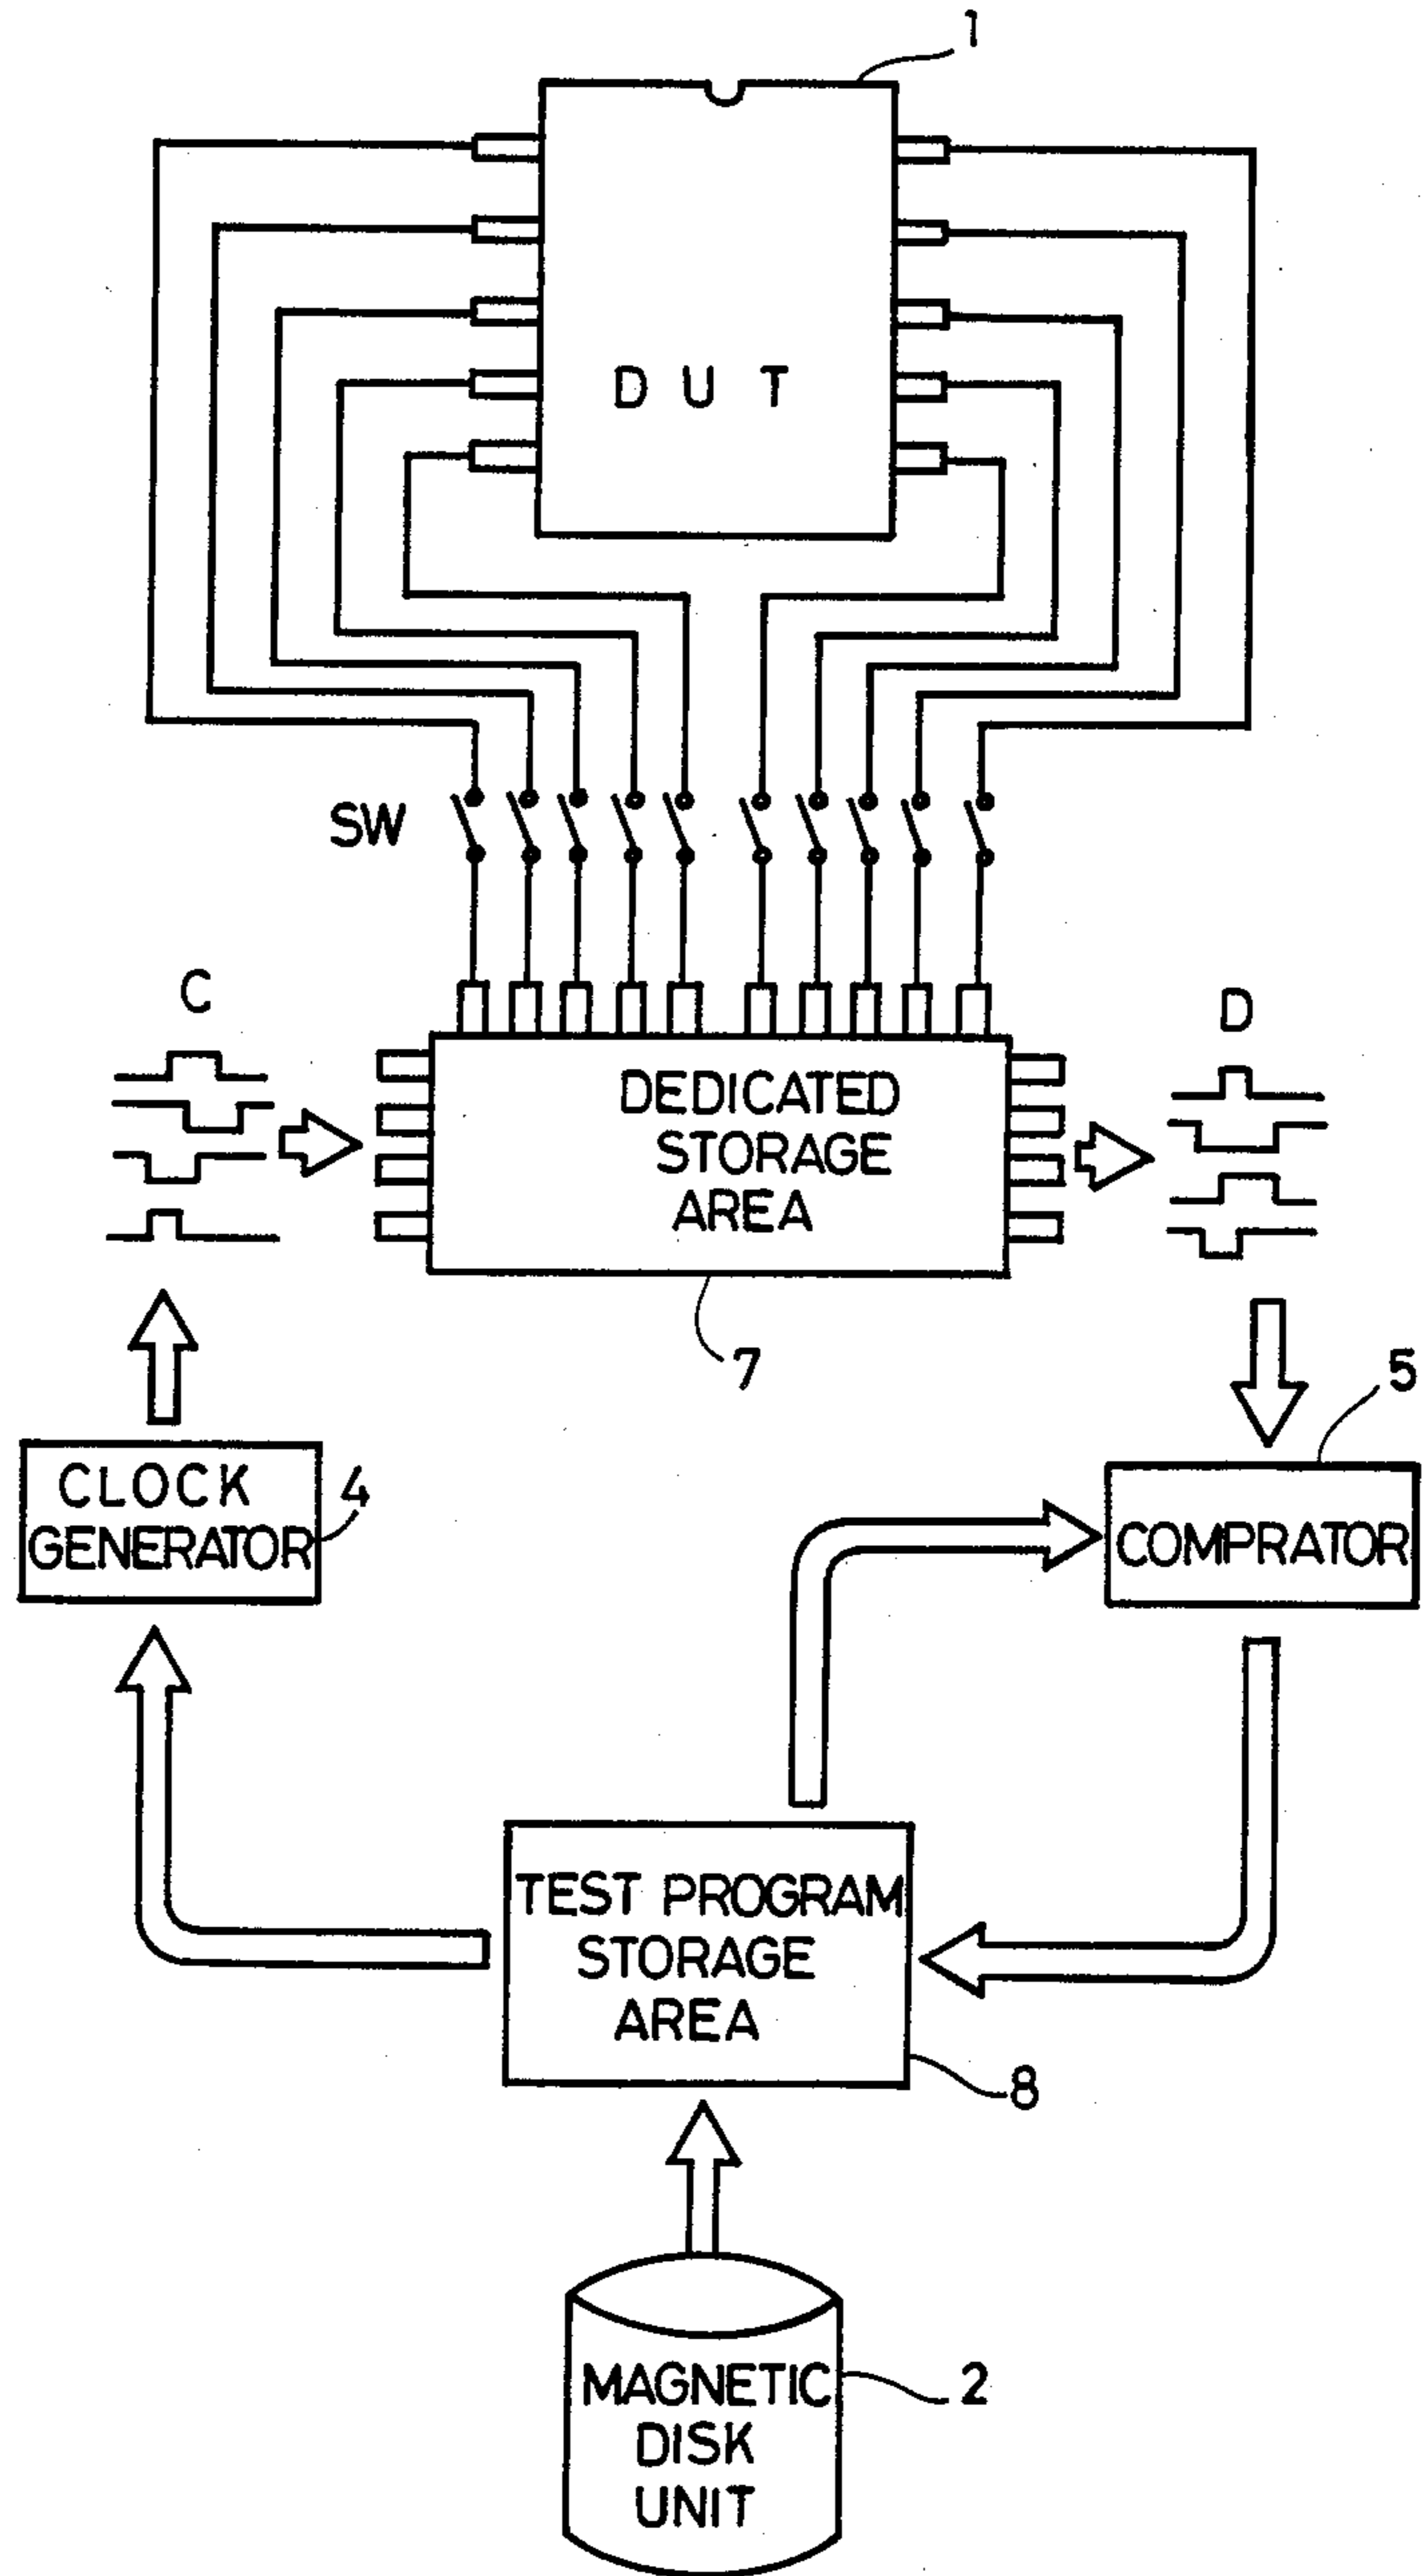 1
D U T
SW
C
D
DEDICATED
STORAGE
AREA
7
5
CLOCK
GENERATOR
4
COMPRATOR
TEST PROGRAM
STORAGE
AREA
8
MAGNETIC
DISK
UNIT
2